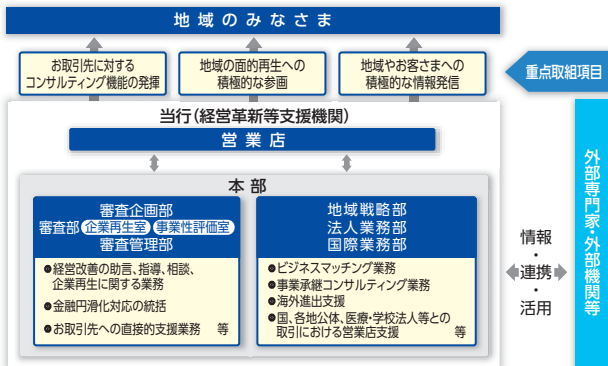 地域のみなさま
お取引先に対する
コンサルティング機能の発揮
地域の面的再生への
積極的な参画
地域やお客さまへの
積極的な情報発信
重点取組項目
当行(経営革新等支援機関)
営業店
本部
審査企画部
審査部 企業再生室 事業性評価室
審査管理部
●経営改善の助言、指導、相談、
企業再生に関する業務
●金融円滑化対応の統括
●お取引先への直接的支援業務 等
地域戦略部
法人業務部
国際業務部
●ビジネスマッチング業務
●事業承継コンサルティング業務
●海外進出支援
●国、各地公体、医療・学校法人等との
取引における営業店支援 等
情報
・
連携
・
活用
外部専門家・外部機関等